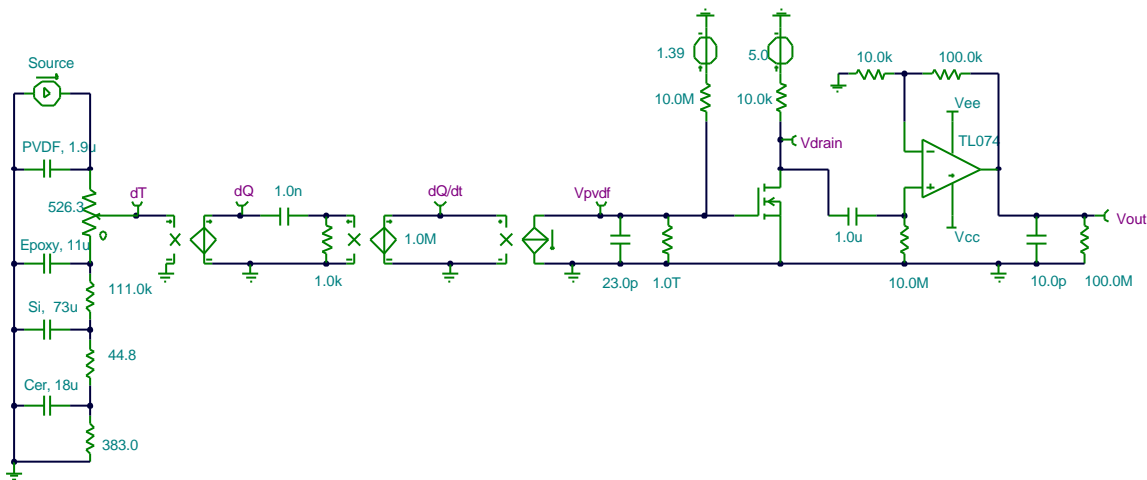 Source
PVDF, 1.9u
526.3
Epoxy, 11u
111.0k
Si, 73u
44.8
Cer, 18u
383.0
dT
dQ
1.0n
1.0k
dQ/dt
1.0M
Vpvdf
23.0p
1.0T
1.39
10.0M
5.0
10.0k
Vdrain
1.0u
10.0M
10.0k
100.0k
Vee
TL074
Vcc
Vout
10.0p
100.0M